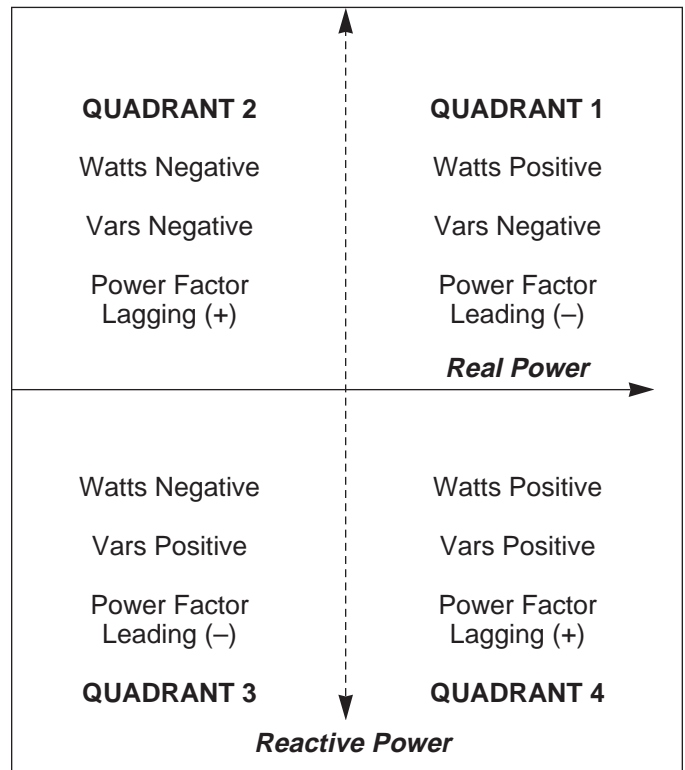 QUADRANT 2
Watts Negative
Vars Negative
Power Factor
Lagging (+)
QUADRANT 1
Watts Positive
Vars Negative
Power Factor
Leading (–)
Real Power
Watts Negative
Vars Positive
Power Factor
Leading (–)
QUADRANT 3
Watts Positive
Vars Positive
Power Factor
Lagging (+)
QUADRANT 4
Reactive Power